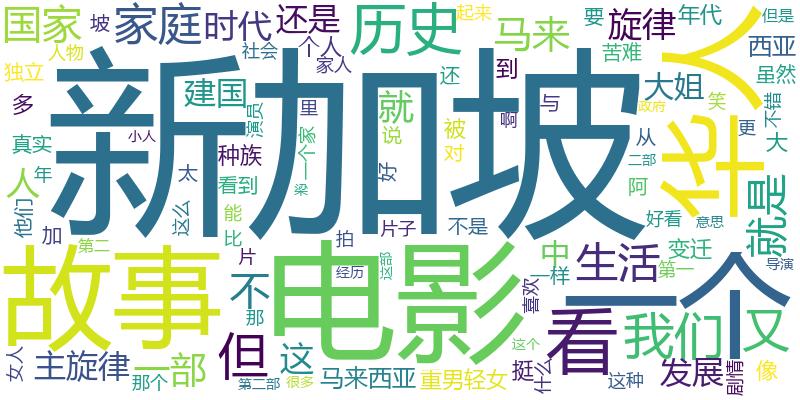 国家
坡
家庭
时代
还是
历史
起来
马来
要
旋律
年代
但是
人物
社会
个人
家人
苦难
西亚
独立
还
到
虽然
多
建国
新加坡
大姐
政府
笑
不错
华人
演员
里
就
说
被
对
啊
与
从
更
大
真实
小人
种族
一个家
二部
人
年
太
看到
梁
好
阿
就是
他们
这么
能
比
拍
片子
不是
好看
意思
加
第二
故事
片
不
那
经历
这部
电影
中
一样
生活
变迁
第一
导演
喜欢
一个
女人
主旋律
一部
那个
但
第二部
这
很多
马来西亚
重男轻女
挺
什么
这个
看
这种
我们
发展
剧情
又
像